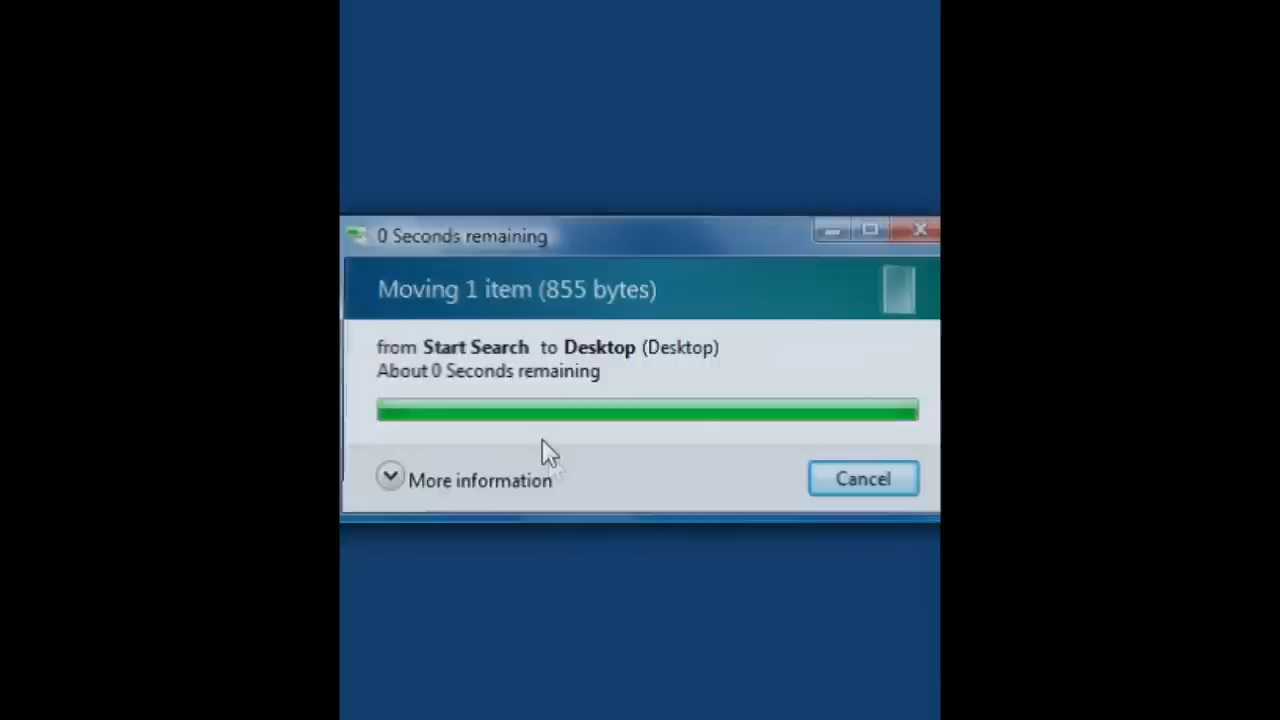 0 Seconds remaining
Moving 1 item (855 bytes)
from Start Search to Desktop (Desktop)
About 0 Seconds remaining
More information
Cancel